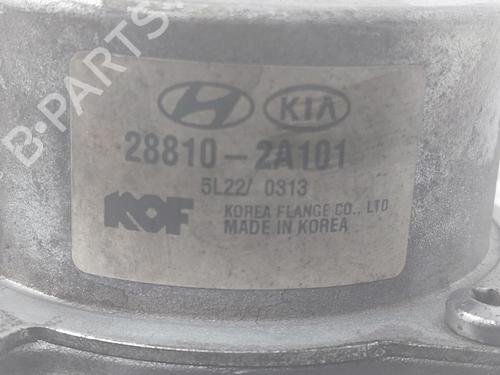 B-PARTS
KIA
28810-2A101
5L22/ 0313
KOF KOREA FLANGE CO., LTD
MADE IN KOREA